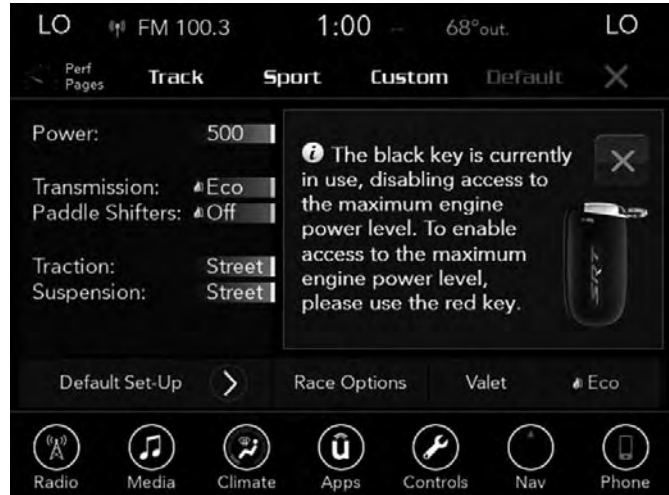 LO FM 100.3 1:00 -- 68°out. LO
Perf
Pages
Track Sport Custom Default
Power: 500
Transmission: Eco
Paddle Shifters: Off
Traction: Street
Suspension: Street
The black key is currently
in use, disabling access to
the maximum engine
power level. To enable
access to the maximum
engine power level,
please use the red key.
SRT
Default Set-Up Race Options Valet Eco
Radio Media Climate Apps Controls Nav Phone